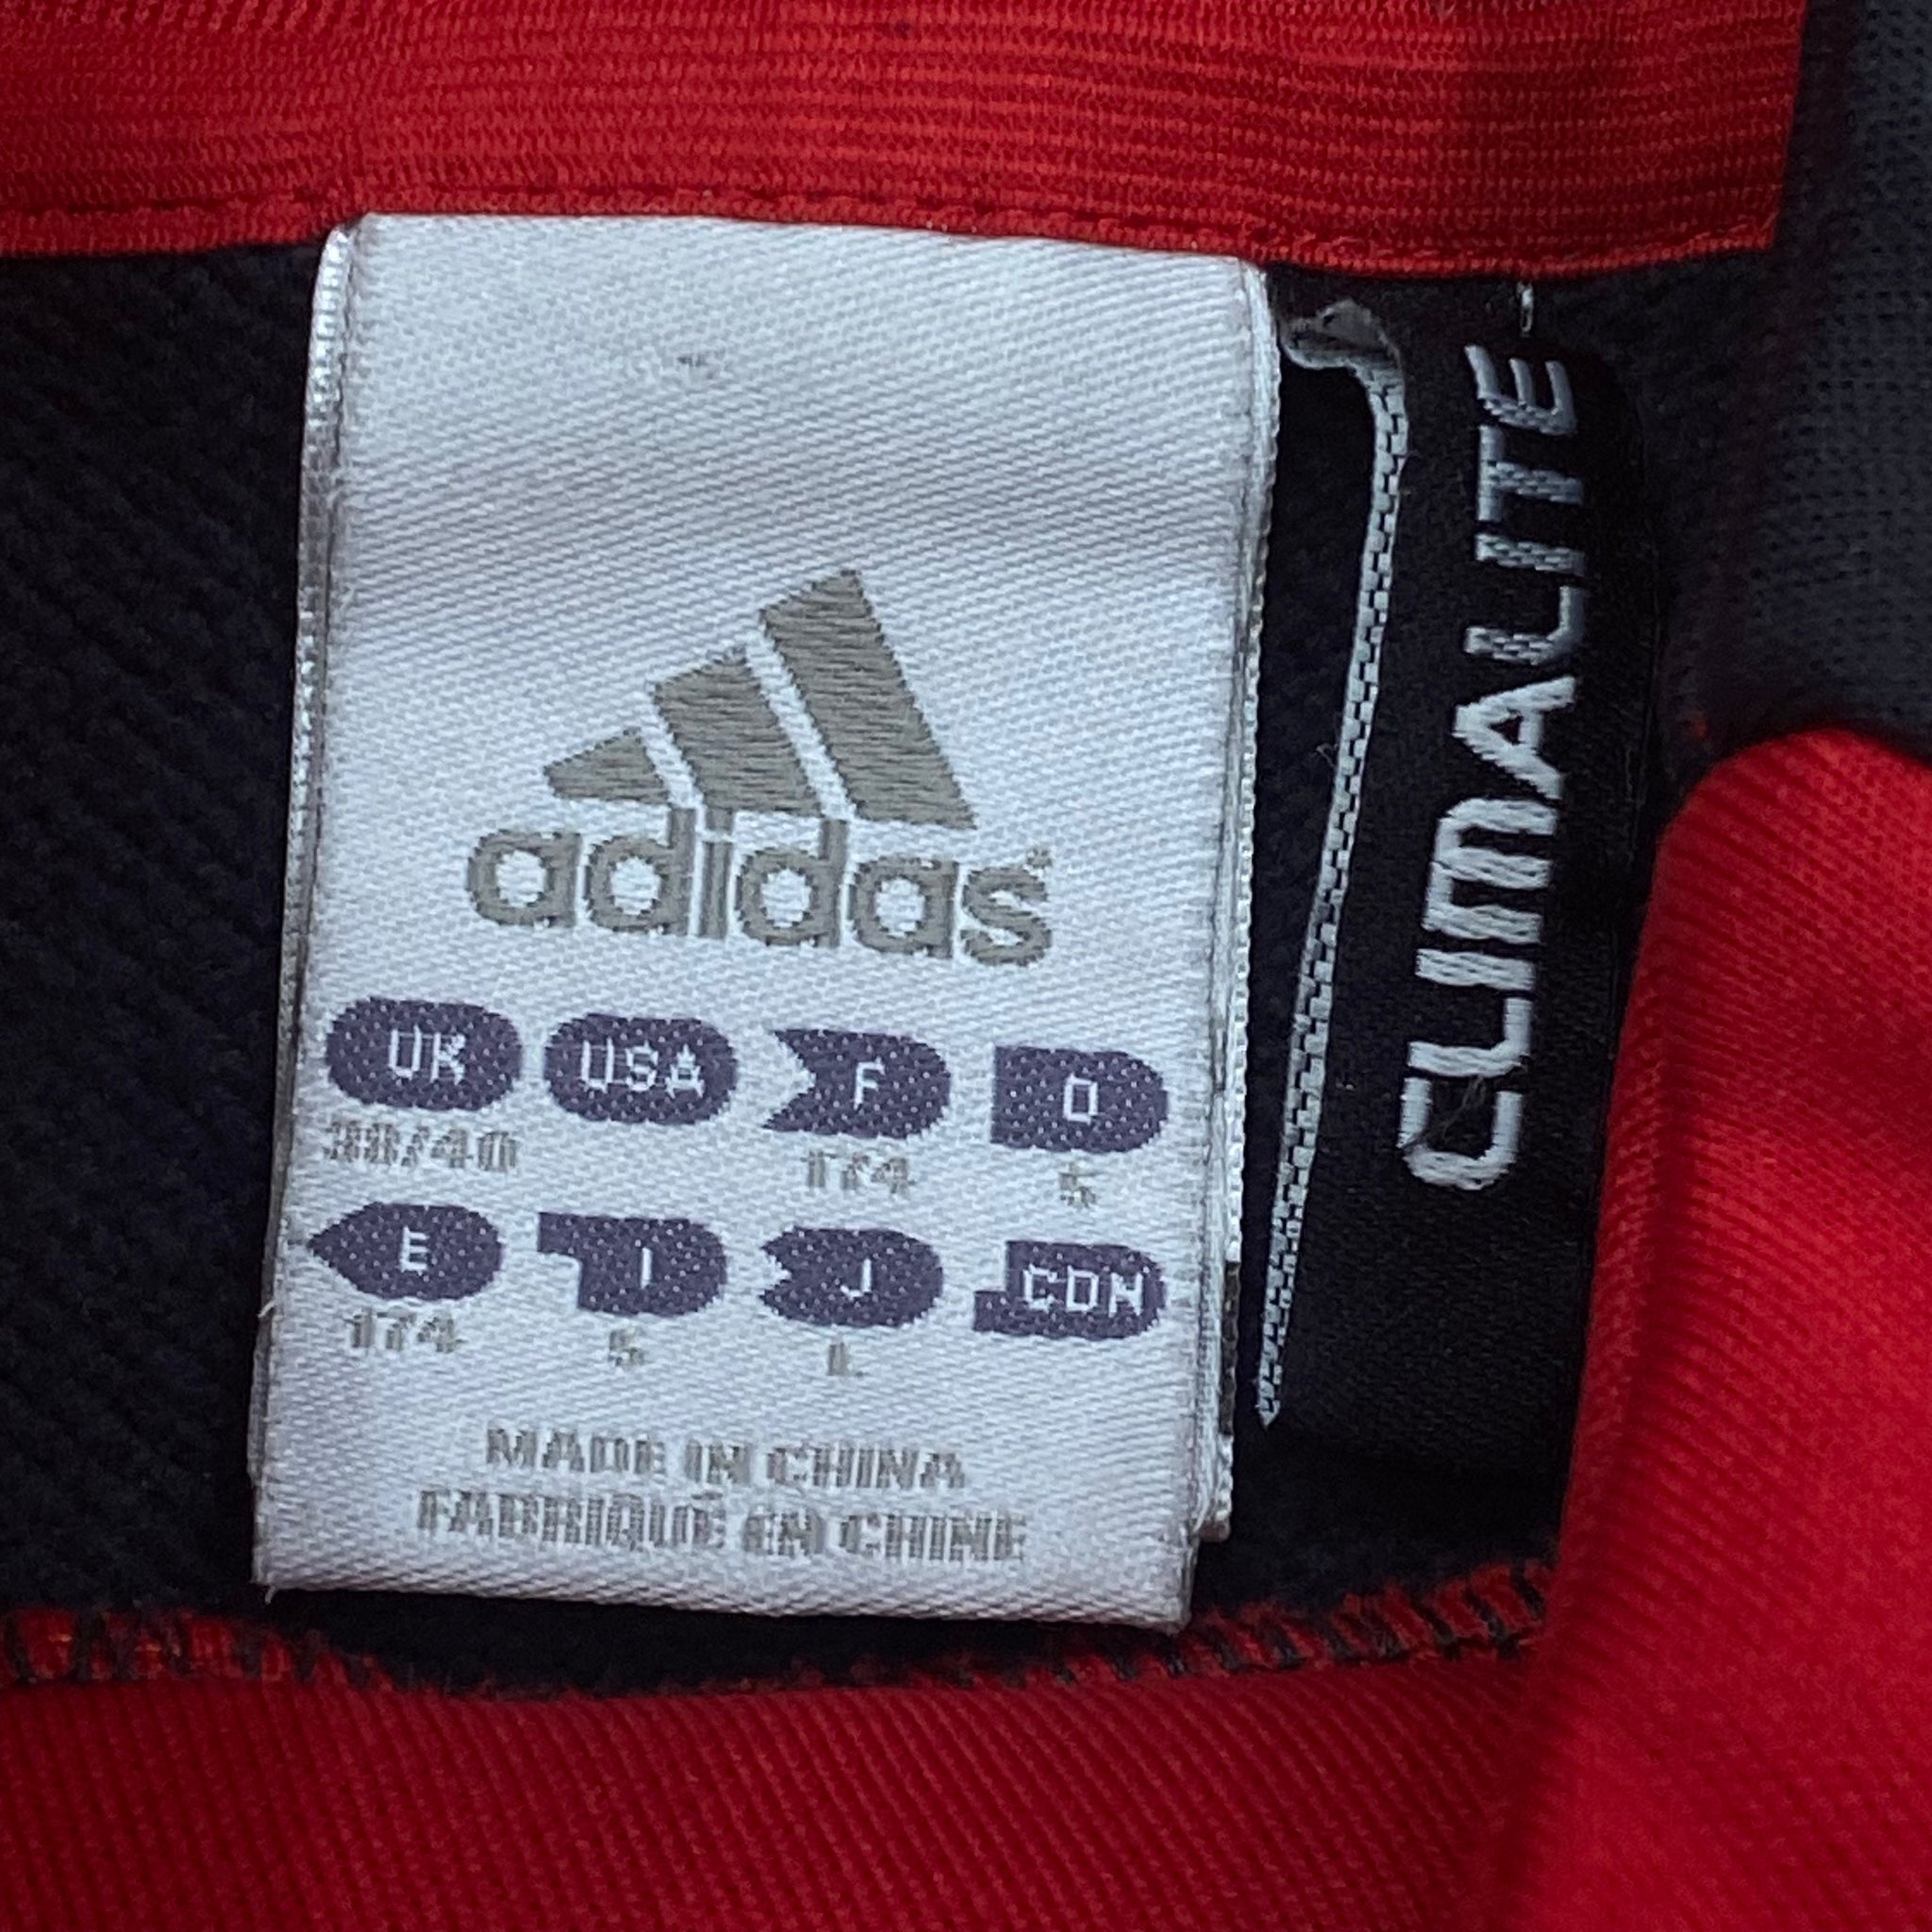 adidas
UK USA F D
38/40 174 5
E I J CDN
174 5 L
MADE IN CHINA
FABRIQUÉ EN CHINE
CLIMALITE